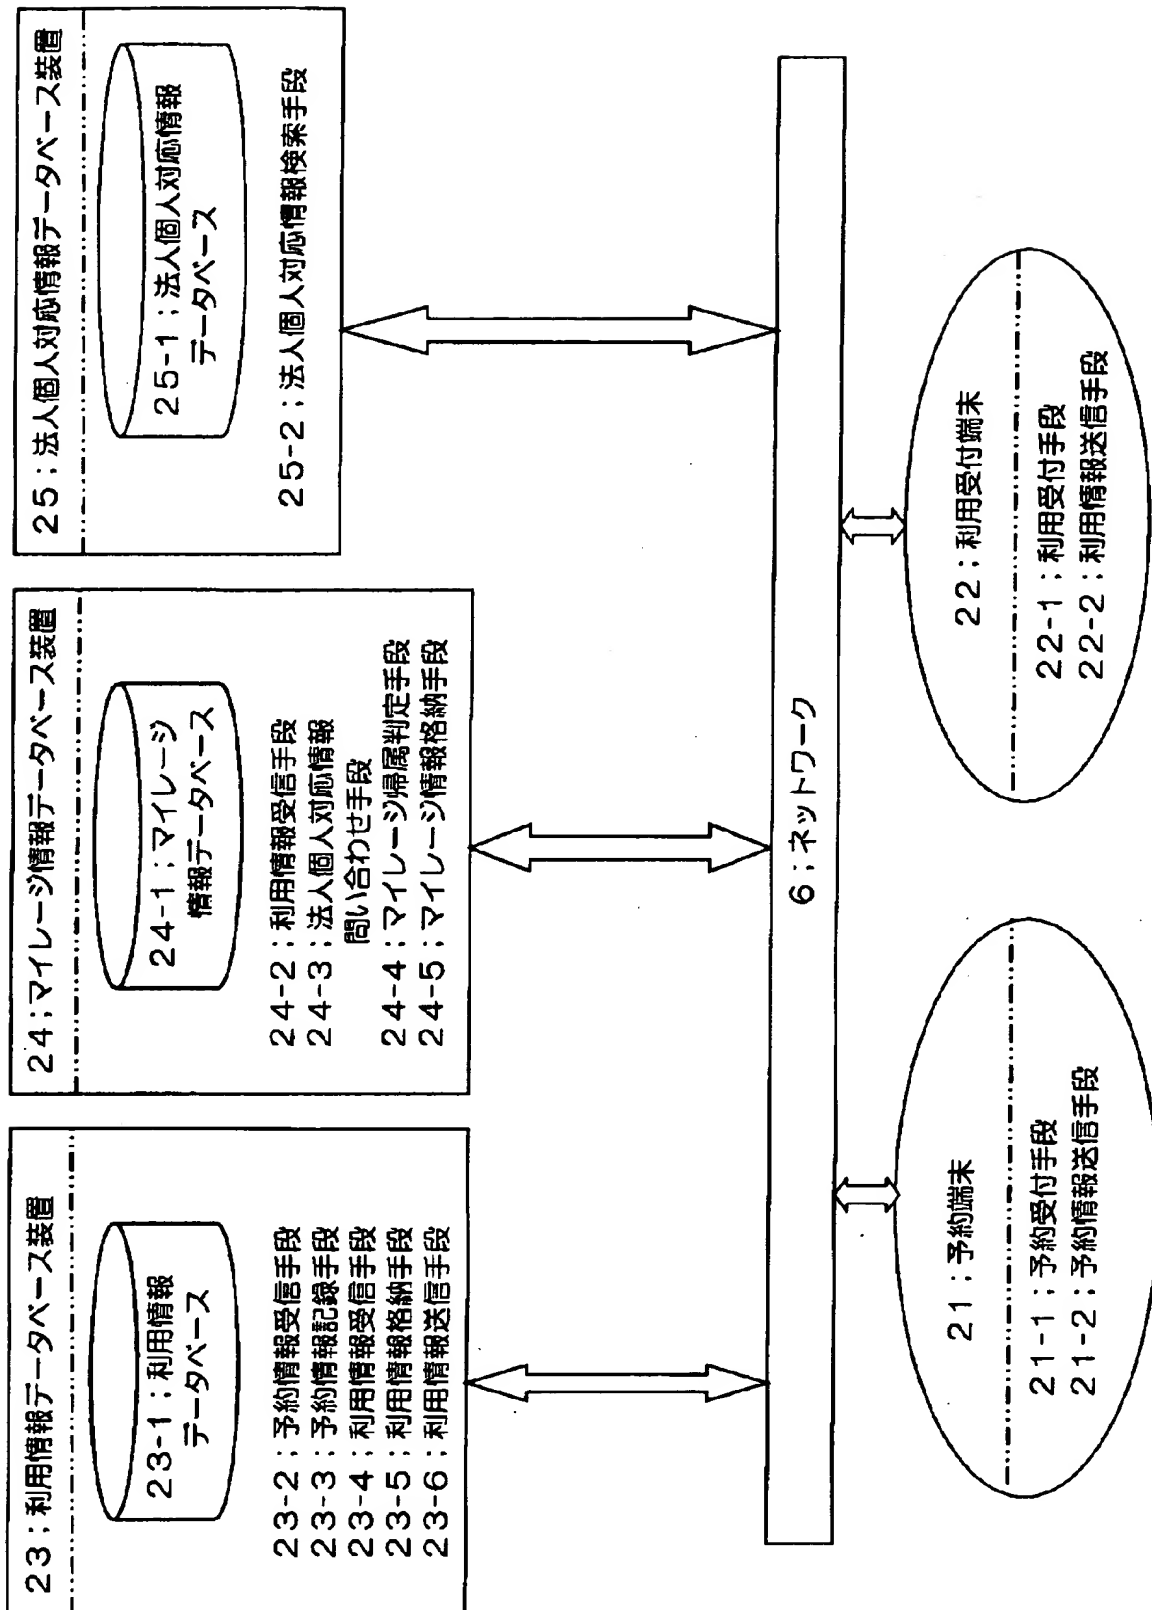 23；利用情報データベース装置
23-1；利用情報
データベース
23-2；予約情報受信手段
23-3；予約情報記録手段
23-4；利用情報受信手段
23-5；利用情報格納手段
23-6；利用情報送信手段
24；マイレージ情報データベース装置
24-1；マイレージ
情報データベース
24-2；利用情報受信手段
24-3；法人個人対応情報
問い合わせ手段
24-4；マイレージ帰属判定手段
24-5；マイレージ情報格納手段
25；法人個人対応情報データベース装置
25-1；法人個人対応情報
データベース
25-2；法人個人対応情報検索手段
6；ネットワーク
21；予約端末
21-1；予約受付手段
21-2；予約情報送信手段
22；利用受付端末
22-1；利用受付手段
22-2；利用情報送信手段